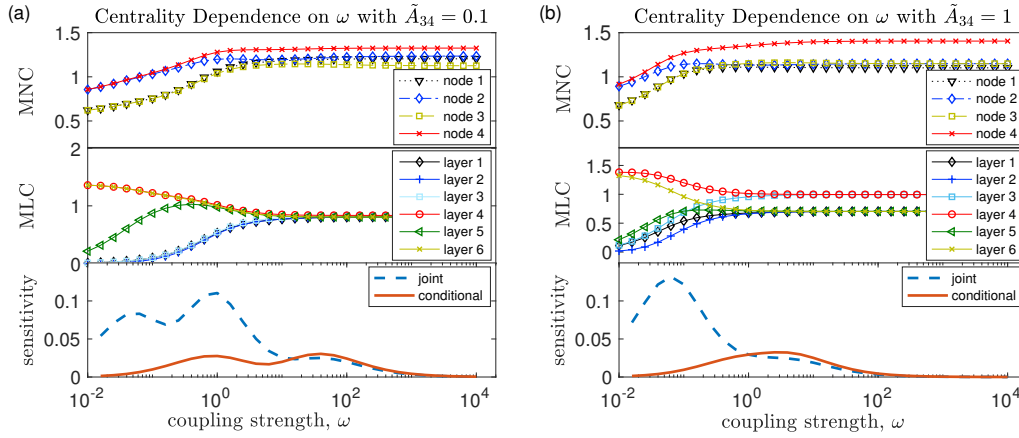 (a)
Centrality Dependence on ω with Ã₃₄ = 0.1
MNC
1.5
1
0.5
node 1
node 2
node 3
node 4
MLC
2
1
0
layer 1
layer 2
layer 3
layer 4
layer 5
layer 6
sensitivity
0.1
0.05
0
joint
conditional
10⁻² 10⁰ 10² 10⁴
coupling strength, ω
(b)
Centrality Dependence on ω with Ã₃₄ = 1
MNC
1.5
1
0.5
node 1
node 2
node 3
node 4
MLC
1.5
1
0.5
0
layer 1
layer 2
layer 3
layer 4
layer 5
layer 6
sensitivity
0.1
0.05
0
joint
conditional
10⁻² 10⁰ 10² 10⁴
coupling strength, ω